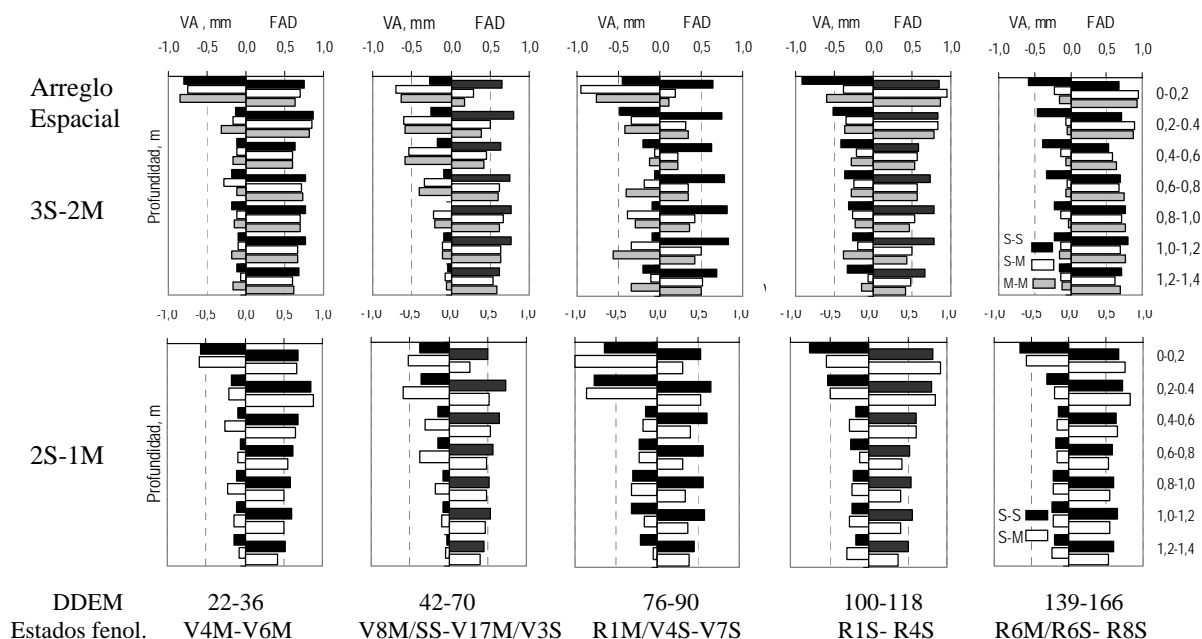 VA, mm FAD VA, mm FAD VA, mm FAD VA, mm FAD VA, mm FAD
-1,0 -0,5 0,0 0,5 1,0 -1,0 -0,5 0,0 0,5 1,0 -1,0 -0,5 0,0 0,5 1,0 -1,0 -0,5 0,0 0,5 1,0 -1,0 -0,5 0,0 0,5 1,0
Arreglo
Espacial
3S-2M
Profundidad, m
0-0,2
0,2-0.4
0,4-0,6
0,6-0,8
0,8-1,0
1,0-1,2
1,2-1,4
S-S
S-M
M-M
-1,0 -0,5 0,0 0,5 1,0 -1,0 -0,5 0,0 0,5 1,0 -1,0 -0,5 0,0 0,5 1,0 -1,0 -0,5 0,0 0,5 1,0 -1,0 -0,5 0,0 0,5 1,0
2S-1M
Profundidad, m
0-0,2
0,2-0.4
0,4-0,6
0,6-0,8
0,8-1,0
1,0-1,2
1,2-1,4
S-S
S-M
DDEM 22-36 42-70 76-90 100-118 139-166
Estados fenol. V4M-V6M V8M/SS-V17M/V3S R1M/V4S-V7S R1S- R4S R6M/R6S- R8S